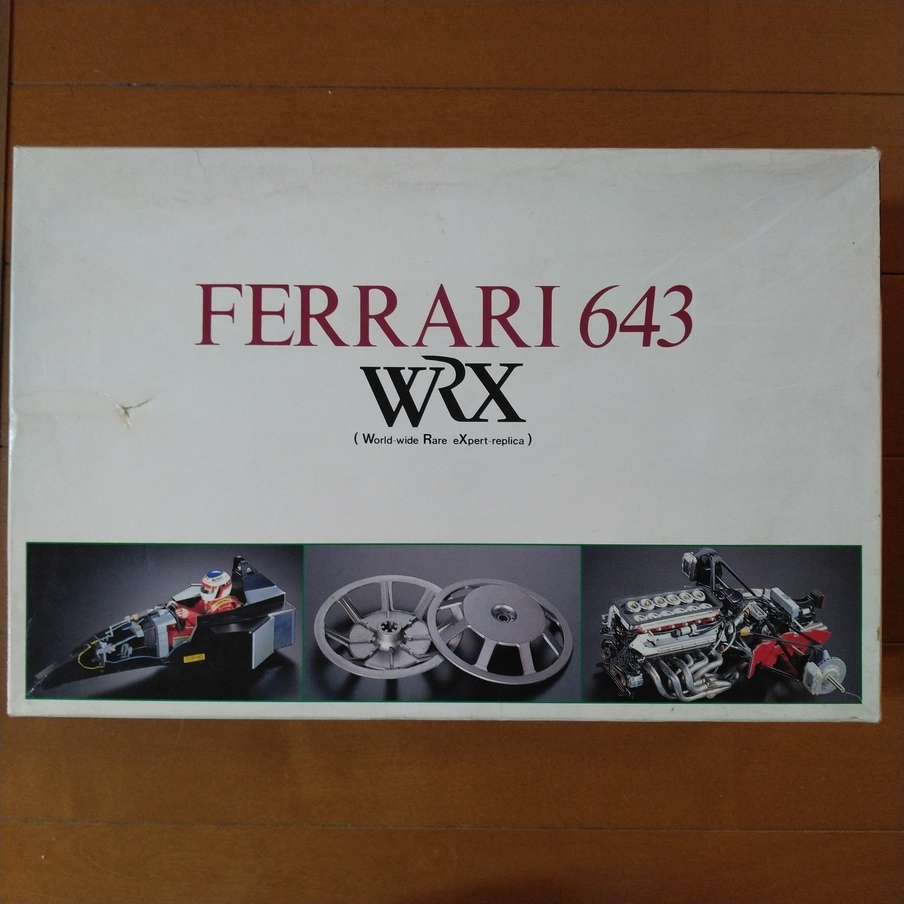 FERRARI 643
WRX
( World-wide Rare eXpert-replica )